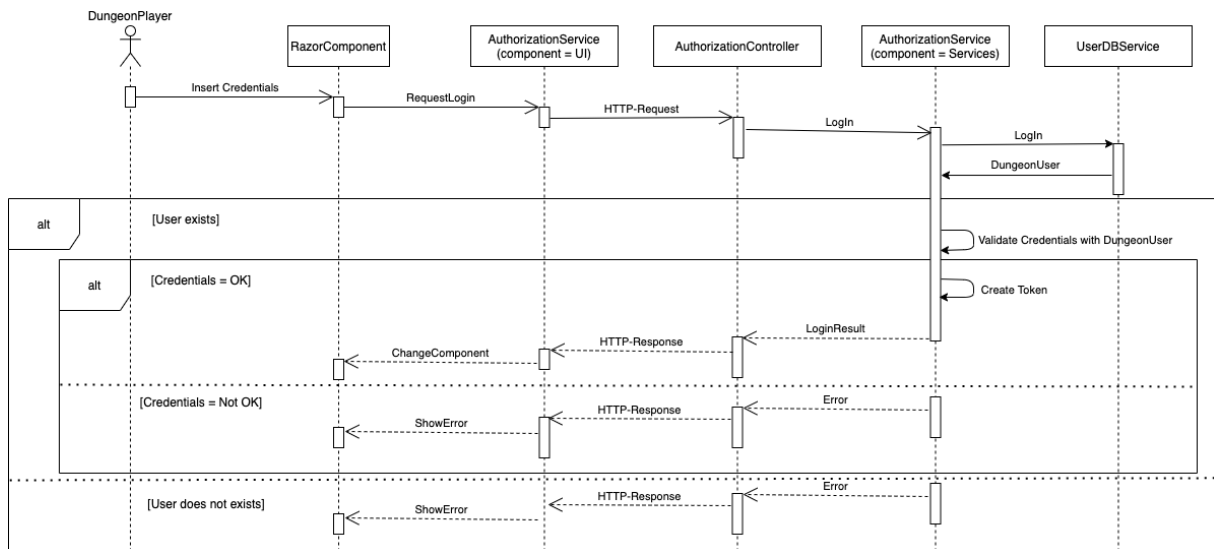 DungeonPlayer
RazorComponent
AuthorizationService
(component = UI)
AuthorizationController
AuthorizationService
(component = Services)
UserDBService
Insert Credentials
RequestLogin
HTTP-Request
LogIn
LogIn
DungeonUser
alt
[User exists]
Validate Credentials with DungeonUser
alt
[Credentials = OK]
Create Token
LoginResult
HTTP-Response
ChangeComponent
[Credentials = Not OK]
Error
HTTP-Response
ShowError
[User does not exists]
Error
HTTP-Response
ShowError